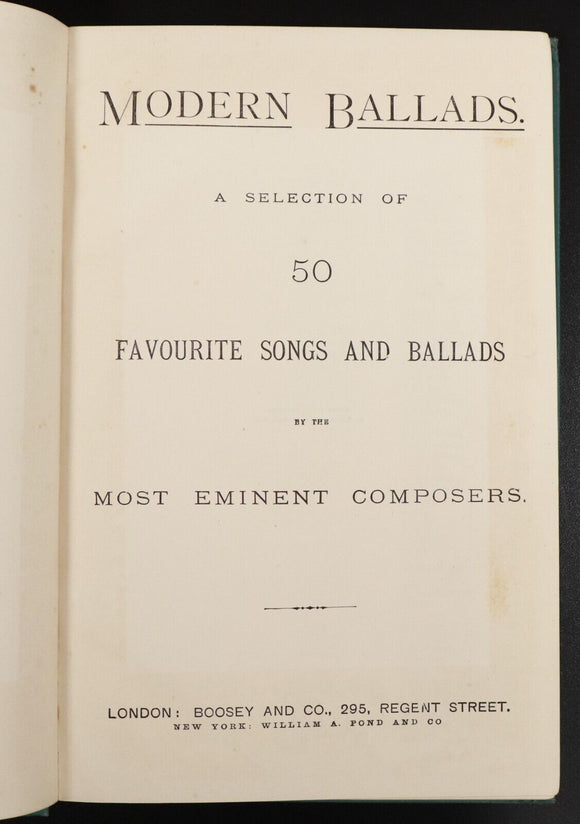 MODERN BALLADS.
A SELECTION OF
50
FAVOURITE SONGS AND BALLADS
BY THE
MOST EMINENT COMPOSERS.
LONDON: BOOSEY AND CO., 295, REGENT STREET.
NEW YORK: WILLIAM A. POND AND CO